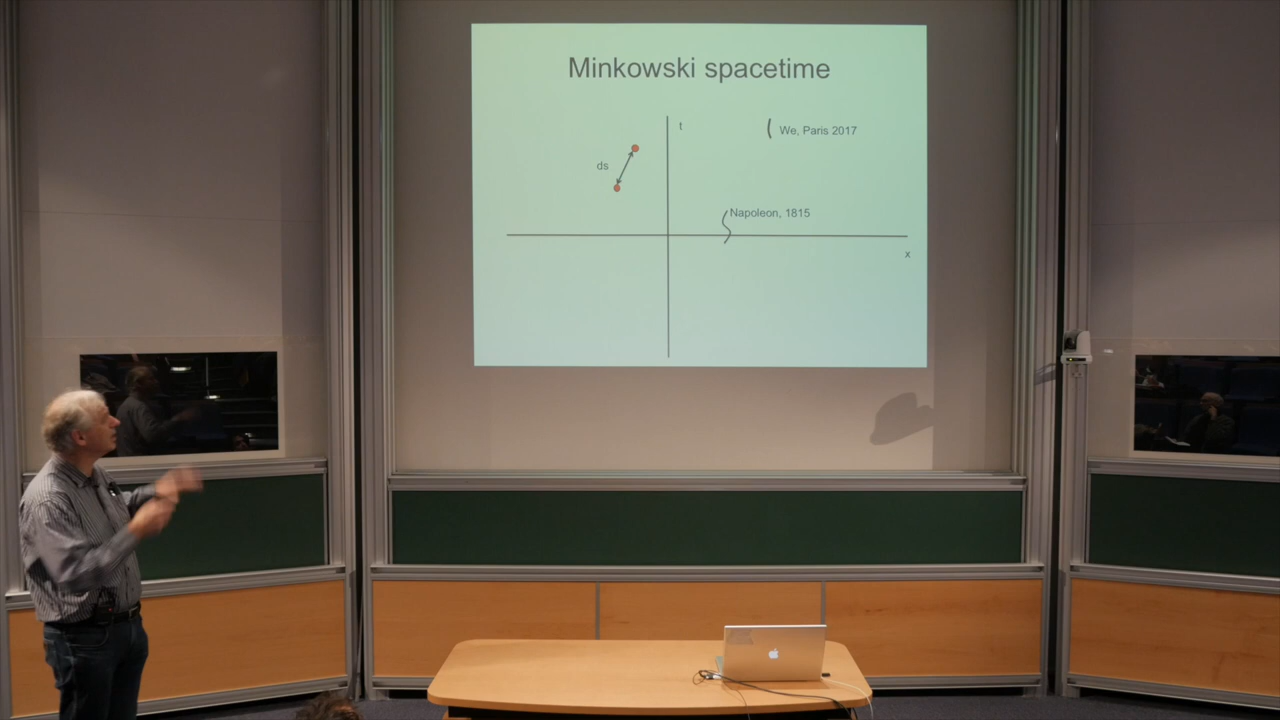 Minkowski spacetime
t
We, Paris 2017
ds
Napoleon, 1815
x